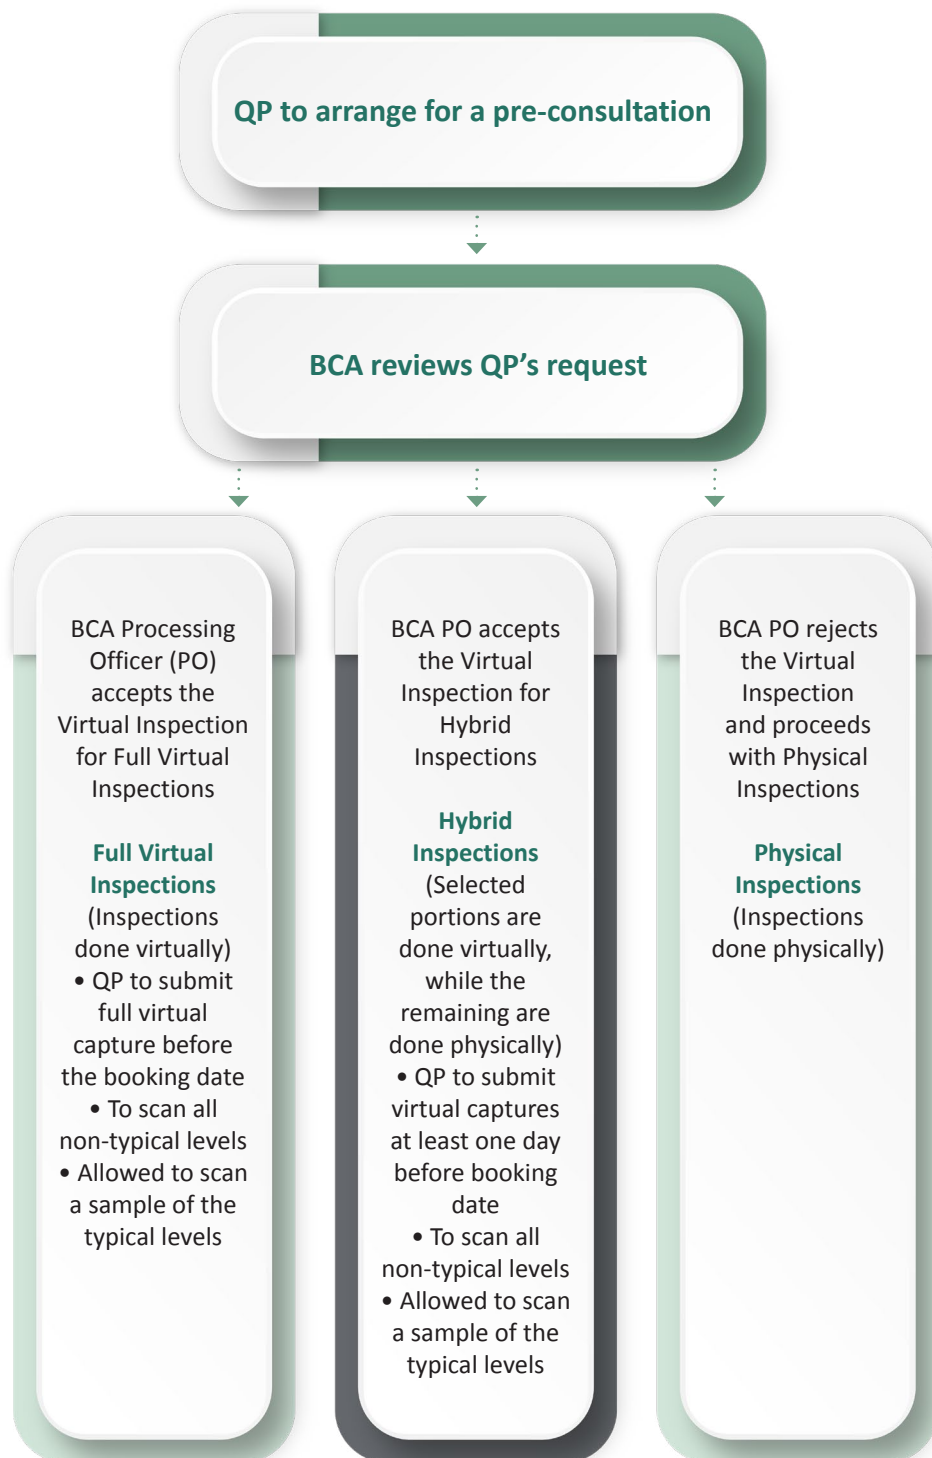 QP to arrange for a pre-consultation
BCA reviews QP’s request
BCA Processing
Officer (PO)
accepts the
Virtual Inspection
for Full Virtual
Inspections
Full Virtual
Inspections
(Inspections
done virtually)
• QP to submit
full virtual
capture before
the booking date
• To scan all
non-typical levels
• Allowed to scan
a sample of the
typical levels
BCA PO accepts
the Virtual
Inspection for
Hybrid
Inspections
Hybrid
Inspections
(Selected
portions are
done virtually,
while the
remaining are
done physically)
• QP to submit
virtual captures
at least one day
before booking
date
• To scan all
non-typical levels
• Allowed to scan
a sample of the
typical levels
BCA PO rejects
the Virtual
Inspection
and proceeds
with Physical
Inspections
Physical
Inspections
(Inspections
done physically)